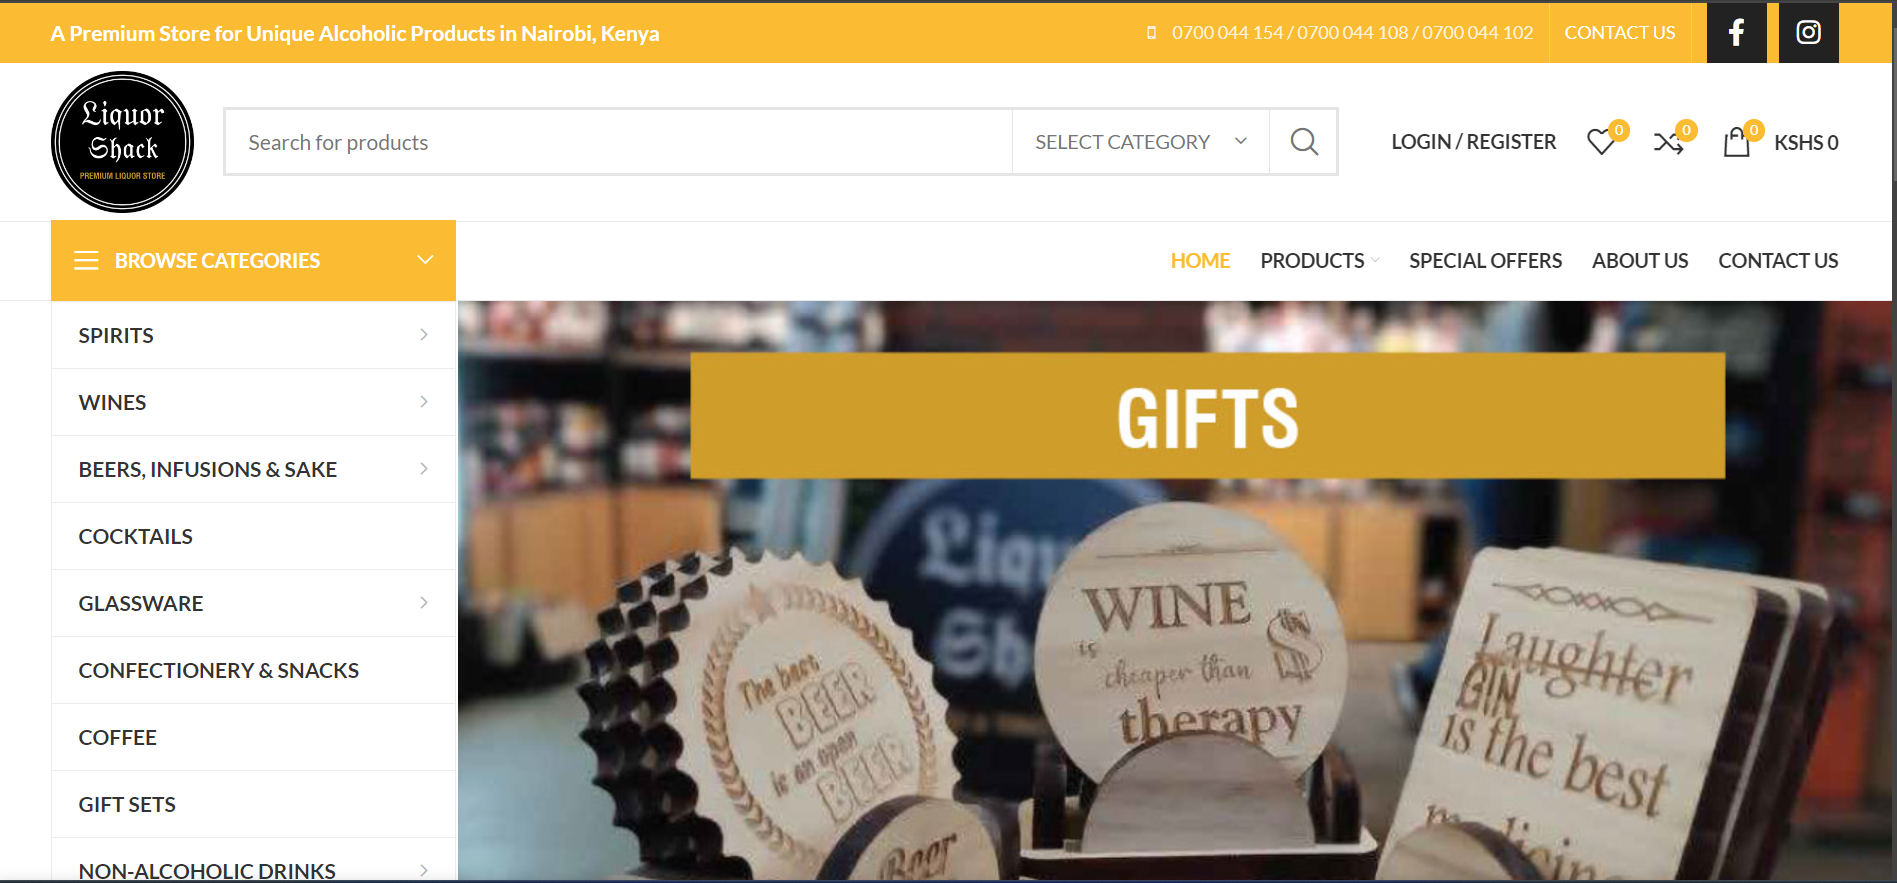 A Premium Store for Unique Alcoholic Products in Nairobi, Kenya
0700 044 154 / 0700 044 108 / 0700 044 102
CONTACT US
Liquor
Shack
PREMIUM LIQUOR STORE
Search for products
SELECT CATEGORY
LOGIN / REGISTER
0
0
0
KSHS 0
BROWSE CATEGORIES
HOME
PRODUCTS
SPECIAL OFFERS
ABOUT US
CONTACT US
SPIRITS
WINES
BEERS, INFUSIONS & SAKE
COCKTAILS
GLASSWARE
CONFECTIONERY & SNACKS
COFFEE
GIFT SETS
NON-ALCOHOLIC DRINKS
GIFTS
Liqu
Sh
The best
BEER
is an open
BEER
Beer
WINE
is
cheaper than
therapy
$
Laughter
GIN
is the best
medicine